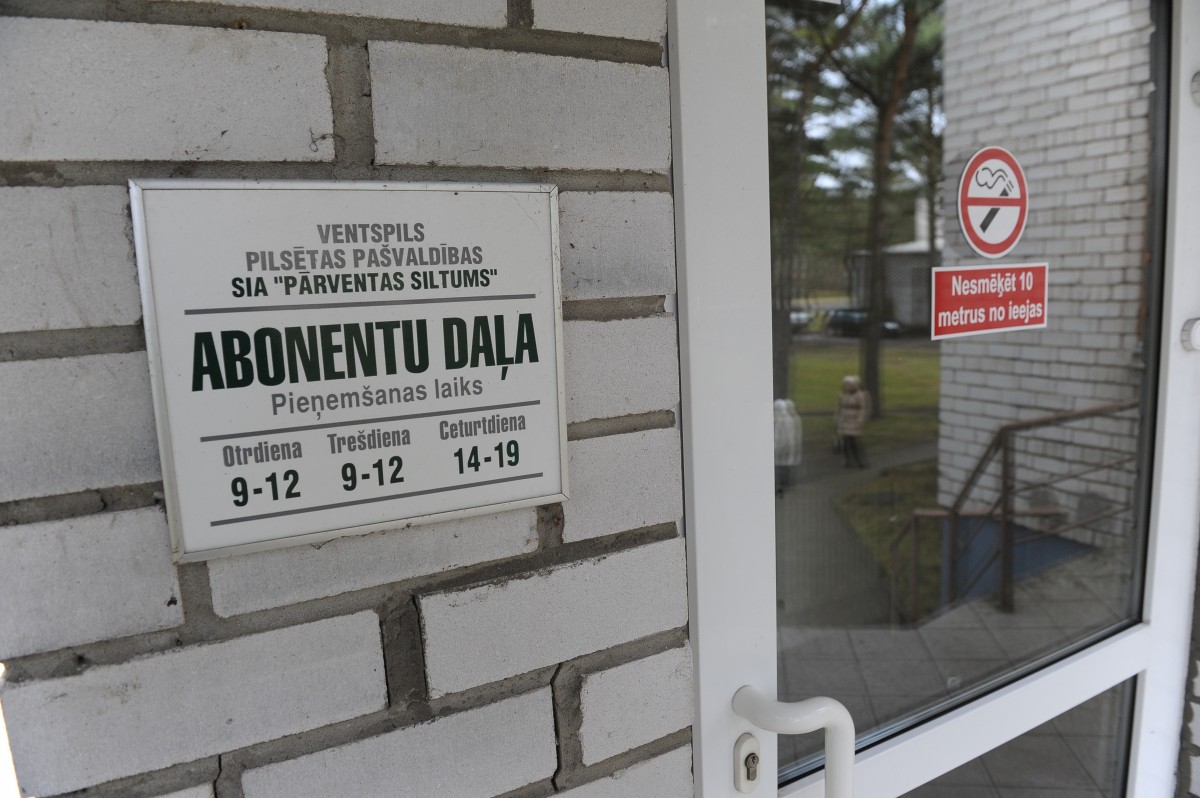 VENTSPILS
PILSĒTAS PAŠVALDĪBAS
SIA "PĀRVENTAS SILTUMS"
ABONENTU DAĻA
Pieņemšanas laiks
Otrdiena Trešdiena Ceturtdiena
9-12 9-12 14-19
Nesmēķēt 10
metrus no ieejas